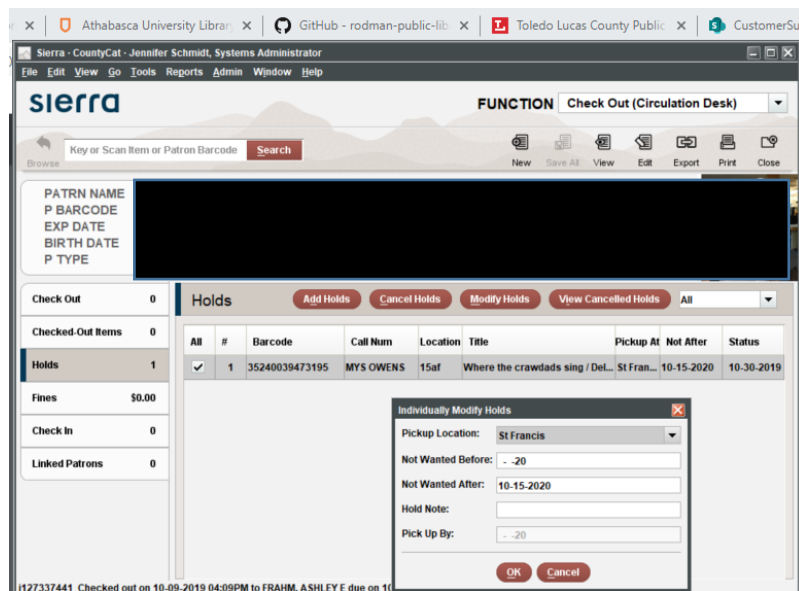 Athabasca University Library
GitHub - rodman-public-lib
Toledo Lucas County Public
CustomerSu
Sierra - CountyCat - Jennifer Schmidt, Systems Administrator
File Edit View Go Tools Reports Admin Window Help
sierra
FUNCTION Check Out (Circulation Desk)
Browse
Key or Scan Item or Patron Barcode Search
New Save All View Edit Export Print Close
PATRN NAME
P BARCODE
EXP DATE
BIRTH DATE
P TYPE
Check Out 0
Checked-Out Items 0
Holds 1
Fines $0.00
Check In 0
Linked Patrons 0
Holds Add Holds Cancel Holds Modify Holds View Cancelled Holds All
All # Barcode Call Num Location Title Pickup At Not After Status
1 35240039473195 MYS OWENS 15af Where the crawdads sing / Del... St Fran... 10-15-2020 10-30-2019
Individually Modify Holds
Pickup Location: St Francis
Not Wanted Before: - -20
Not Wanted After: 10-15-2020
Hold Note:
Pick Up By: - -20
OK Cancel
i127337441 Checked out on 10-09-2019 04:09PM to FRAHM, ASHLEY E due on 10